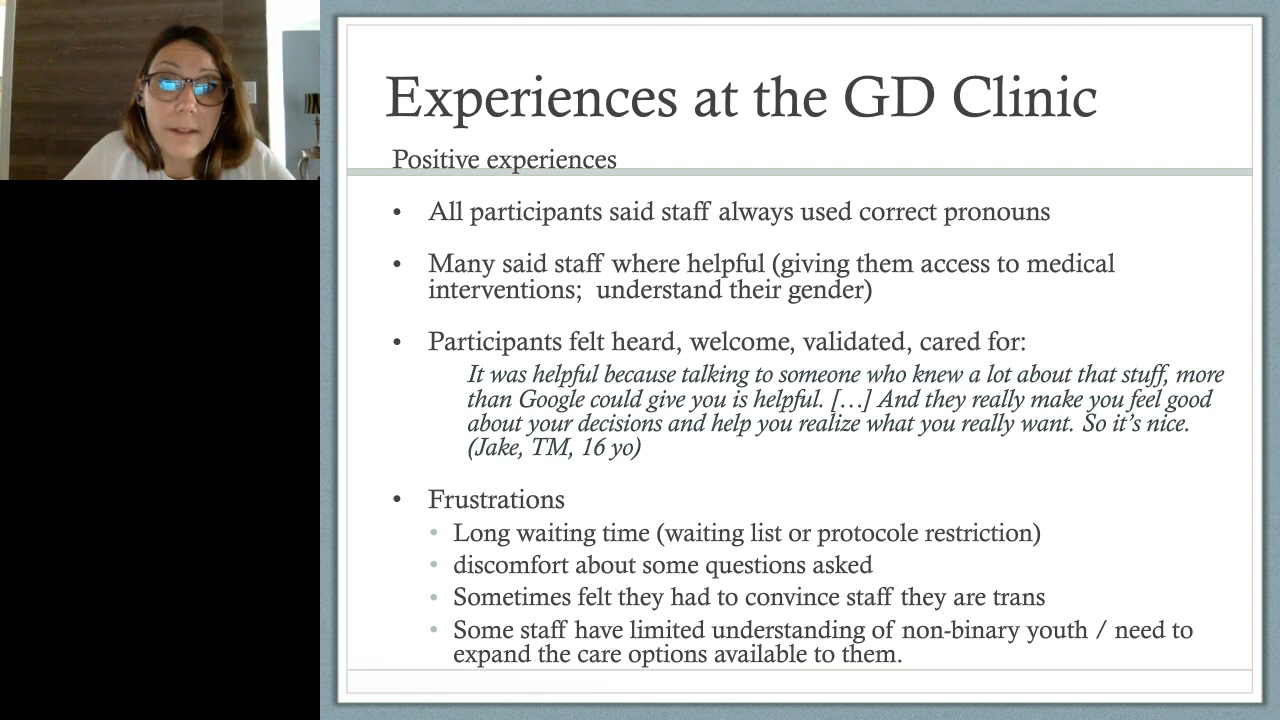 Experiences at the GD Clinic
Positive experiences
• All participants said staff always used correct pronouns
• Many said staff where helpful (giving them access to medical
interventions;  understand their gender)
• Participants felt heard, welcome, validated, cared for:
It was helpful because talking to someone who knew a lot about that stuff, more
than Google could give you is helpful. […] And they really make you feel good
about your decisions and help you realize what you really want. So it’s nice.
(Jake, TM, 16 yo)
• Frustrations
• Long waiting time (waiting list or protocole restriction)
• discomfort about some questions asked
• Sometimes felt they had to convince staff they are trans
• Some staff have limited understanding of non-binary youth / need to
expand the care options available to them.